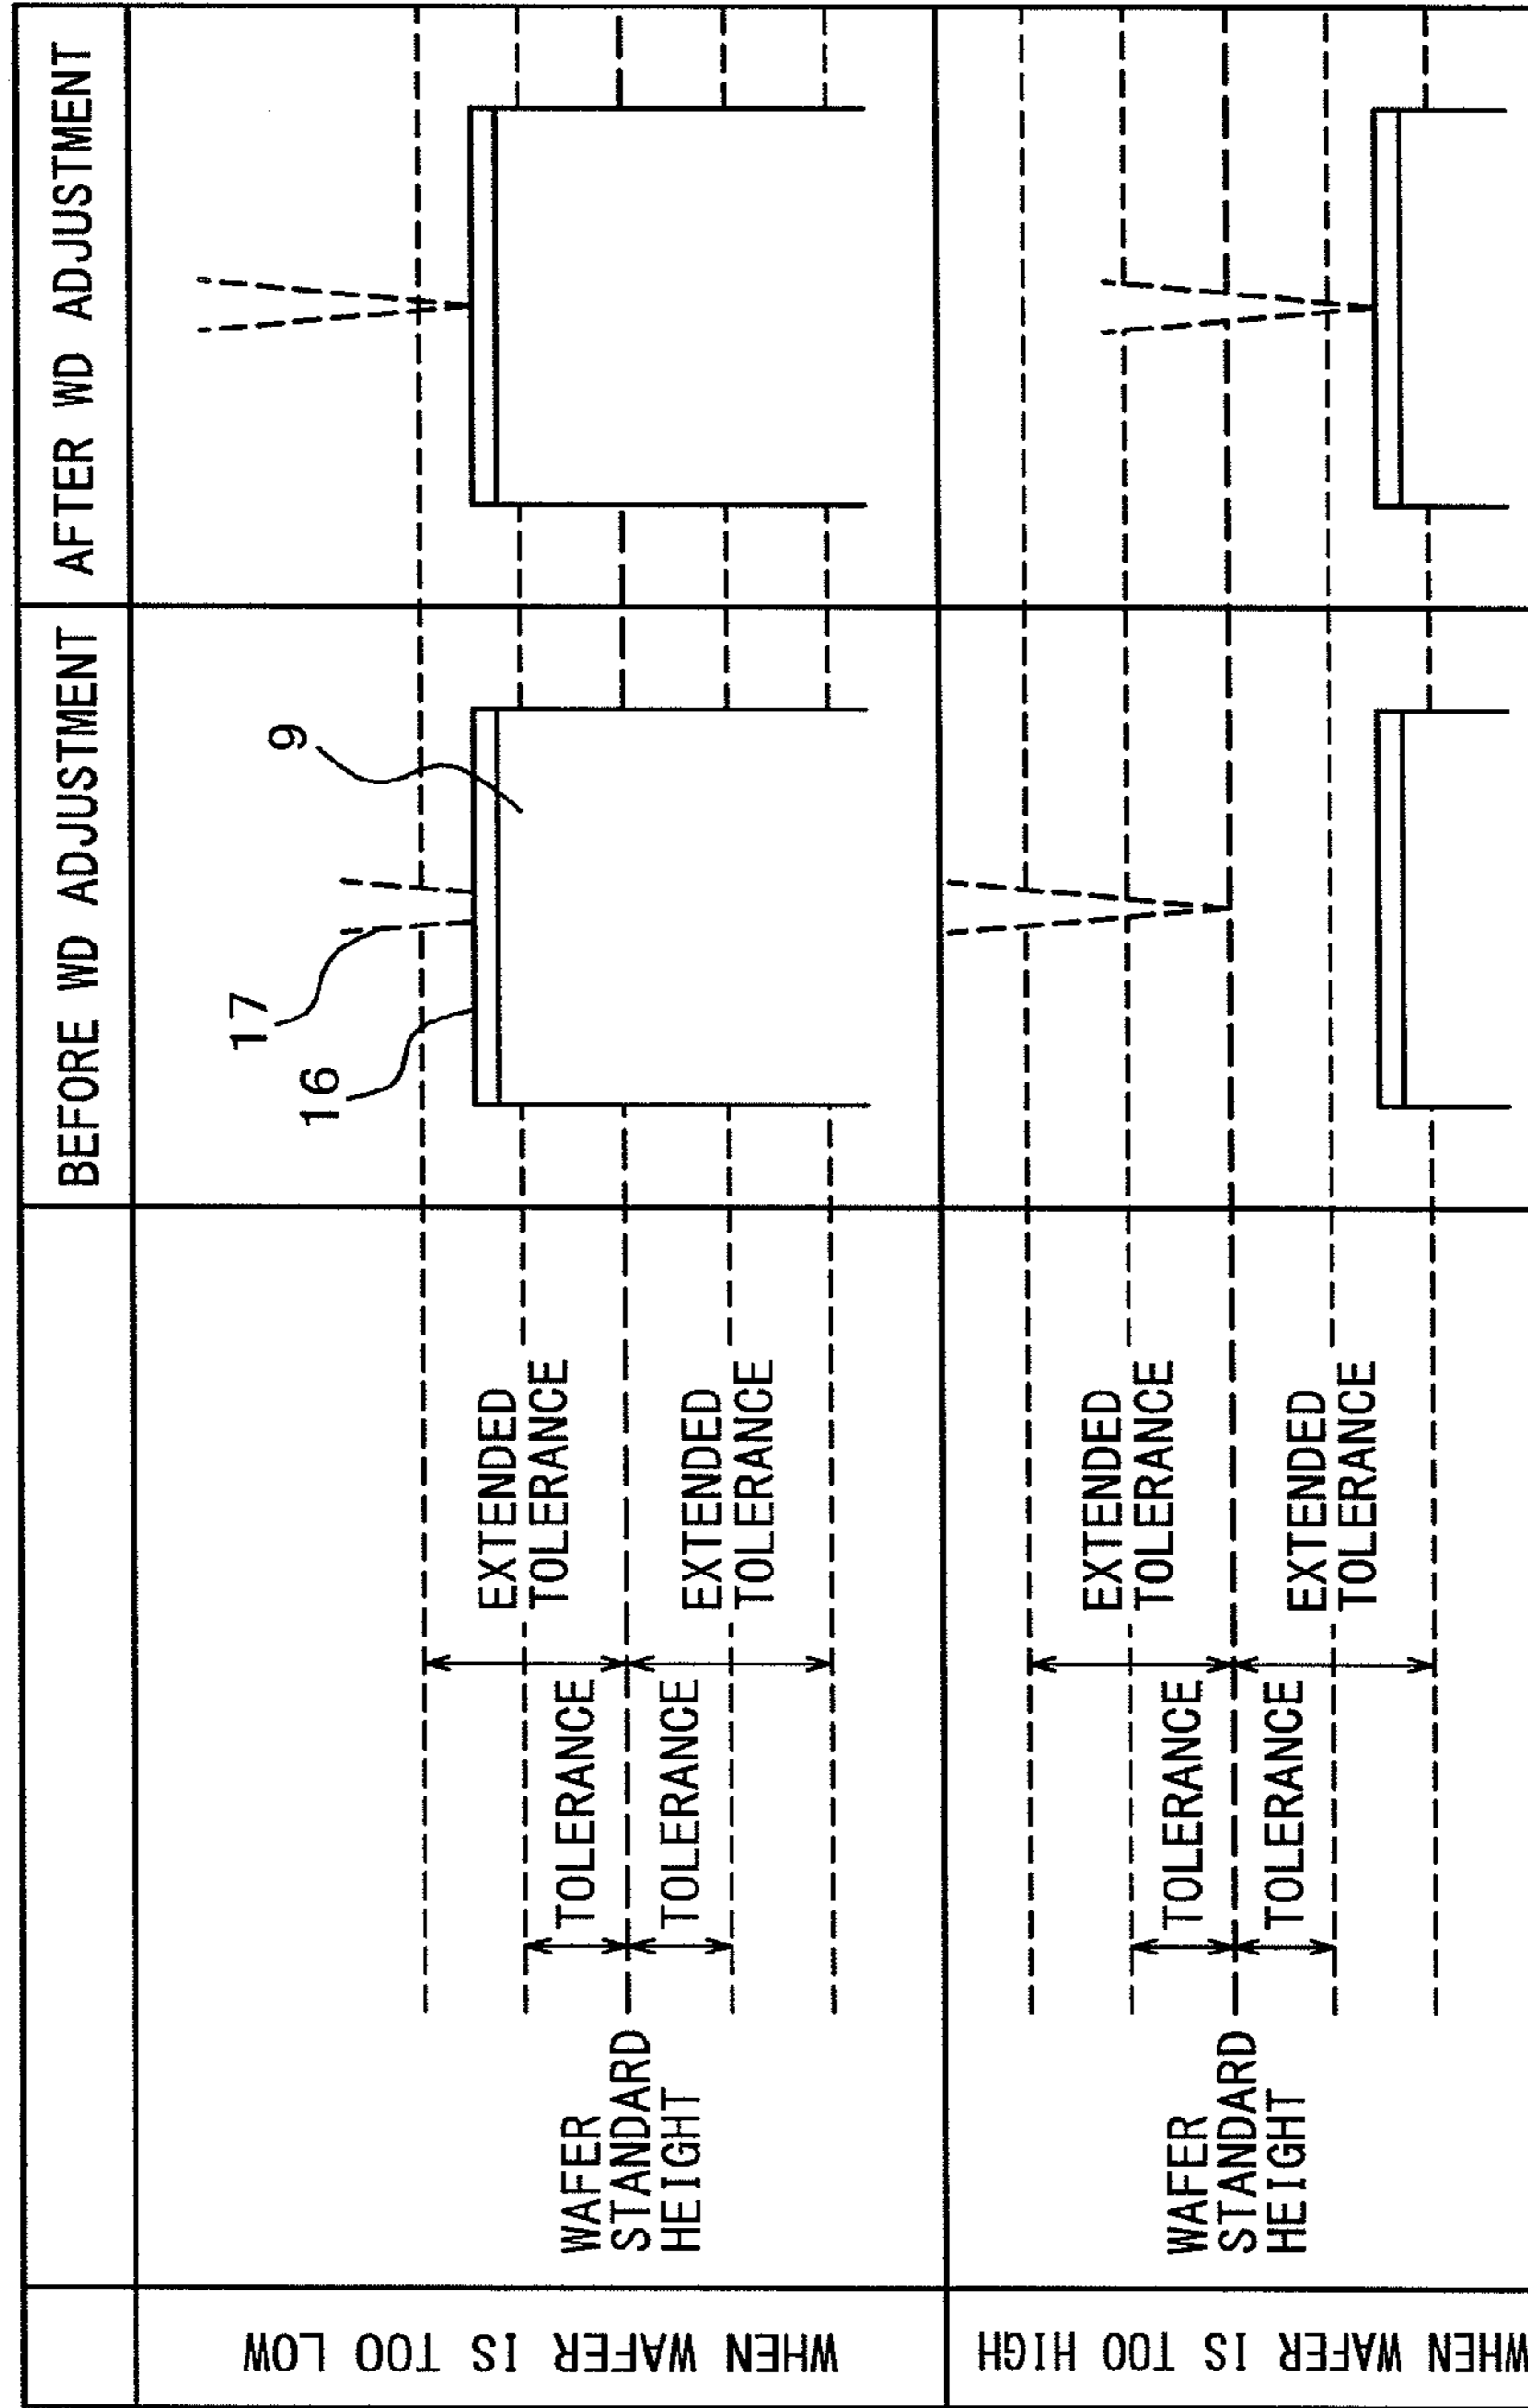 BEFORE WD ADJUSTMENT
AFTER WD ADJUSTMENT
WHEN WAFER IS TOO LOW
WAFER
STANDARD
HEIGHT
TOLERANCE
TOLERANCE
EXTENDED
TOLERANCE
EXTENDED
TOLERANCE
16
17
9
WHEN WAFER IS TOO HIGH
WAFER
STANDARD
HEIGHT
TOLERANCE
TOLERANCE
EXTENDED
TOLERANCE
EXTENDED
TOLERANCE